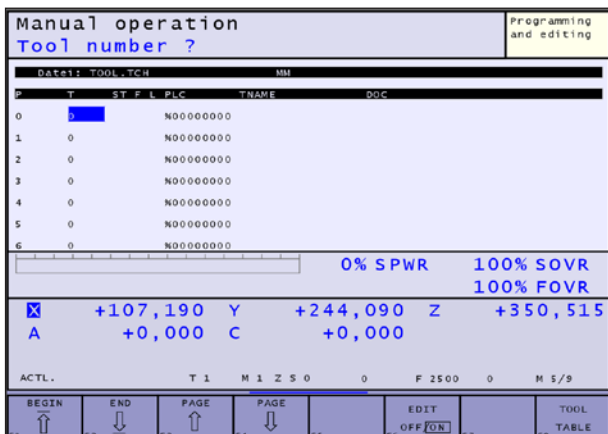 Manual operation
Tool number ?
Programming
and editing
Datei: TOOL.TCH MM
P T ST F L PLC TNAME DOC
0 0 %00000000
1 0 %00000000
2 0 %00000000
3 0 %00000000
4 0 %00000000
5 0 %00000000
6 0 %00000000
0% SPWR 100% SOVR
100% FOVR
X +107,190 Y +244,090 Z +350,515
A +0,000 C +0,000
ACTL. T 1 M 1 Z S 0 0 F 2500 0 M 5/9
BEGIN END PAGE PAGE EDIT TOOL
OFF/ON TABLE